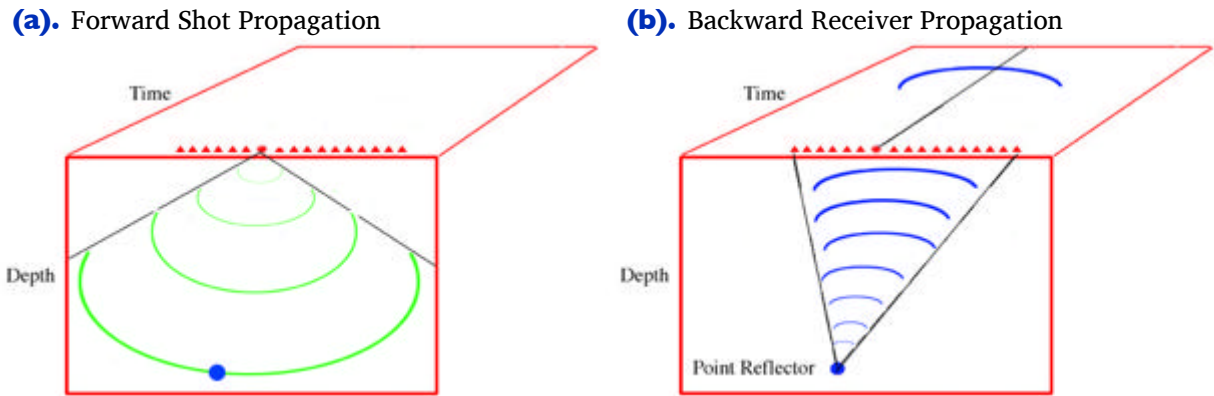 (a). Forward Shot Propagation
(b). Backward Receiver Propagation
Time
Time
Depth
Depth
Point Reflector